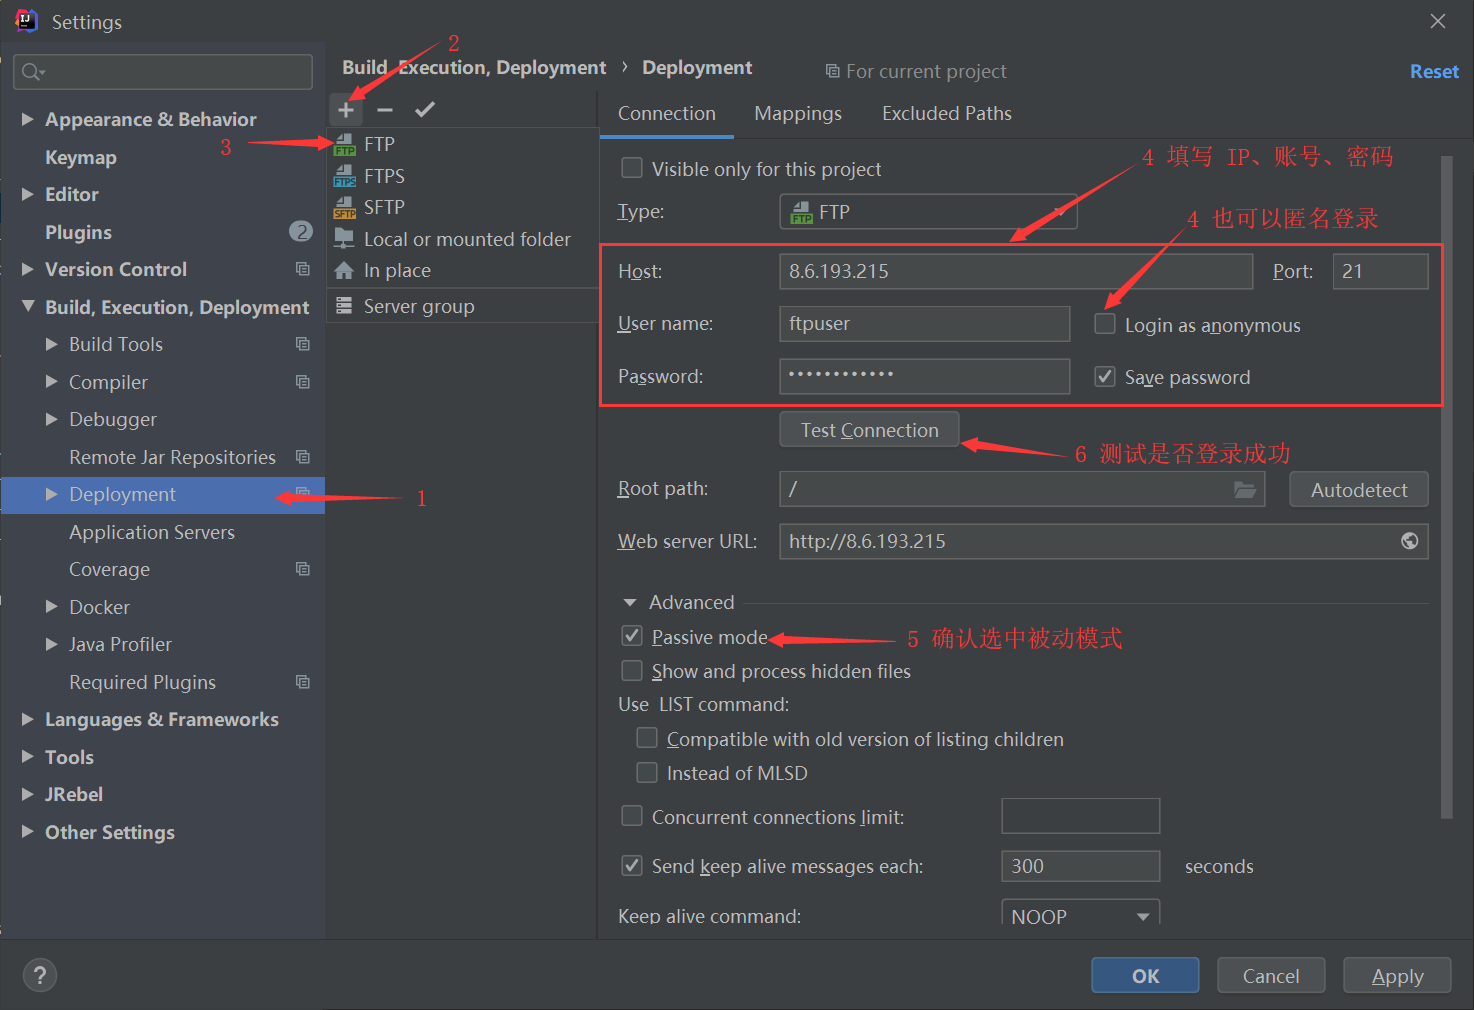 Settings
2
Build, Execution, Deployment › Deployment
For current project
Reset
Appearance & Behavior
Keymap
Editor
Plugins 2
Version Control
Build, Execution, Deployment
Build Tools
Compiler
Debugger
Remote Jar Repositories
Deployment
1
Application Servers
Coverage
Docker
Java Profiler
Required Plugins
Languages & Frameworks
Tools
JRebel
Other Settings
3
FTP
FTPS
SFTP
Local or mounted folder
In place
Server group
Connection Mappings Excluded Paths
Visible only for this project
4 填写 IP、账号、密码
Type: FTP
4 也可以匿名登录
Host: 8.6.193.215 Port: 21
User name: ftpuser Login as anonymous
Password: •••••••••••• Save password
Test Connection
6 测试是否登录成功
Root path: / Autodetect
Web server URL: http://8.6.193.215
Advanced
Passive mode
5 确认选中被动模式
Show and process hidden files
Use LIST command:
Compatible with old version of listing children
Instead of MLSD
Concurrent connections limit:
Send keep alive messages each: 300 seconds
Keep alive command: NOOP
? OK Cancel Apply